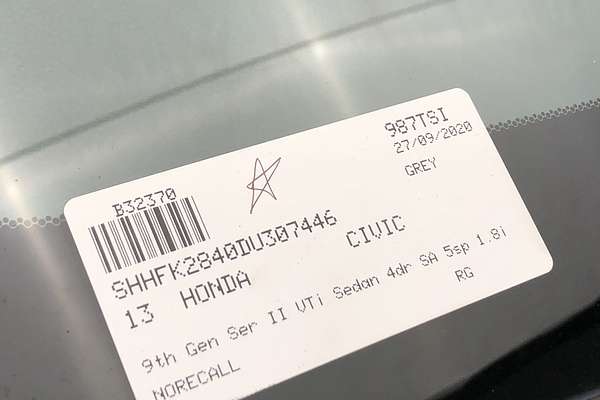 B32370
987TSI
27/09/2020
GREY
SHHFK2840DU307446
13 HONDA CIVIC
9th Gen Ser II VTi Sedan 4dr SA 5sp 1.8i
RG
NORECALL